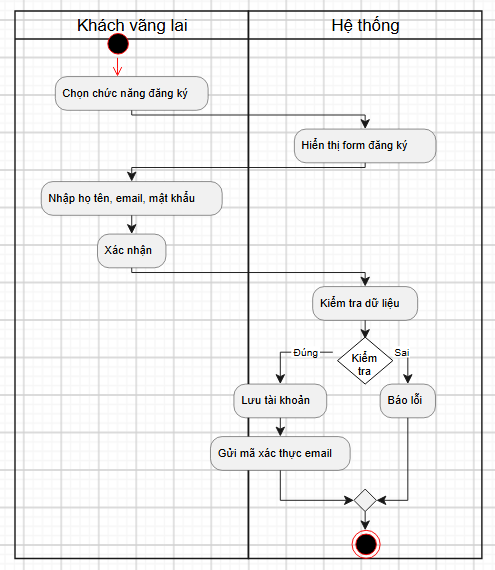 Khách vãng lai
Hệ thống
Chọn chức năng đăng ký
Hiển thị form đăng ký
Nhập họ tên, email, mật khẩu
Xác nhận
Kiểm tra dữ liệu
Đúng
Kiểm
tra
Sai
Lưu tài khoản
Báo lỗi
Gửi mã xác thực email